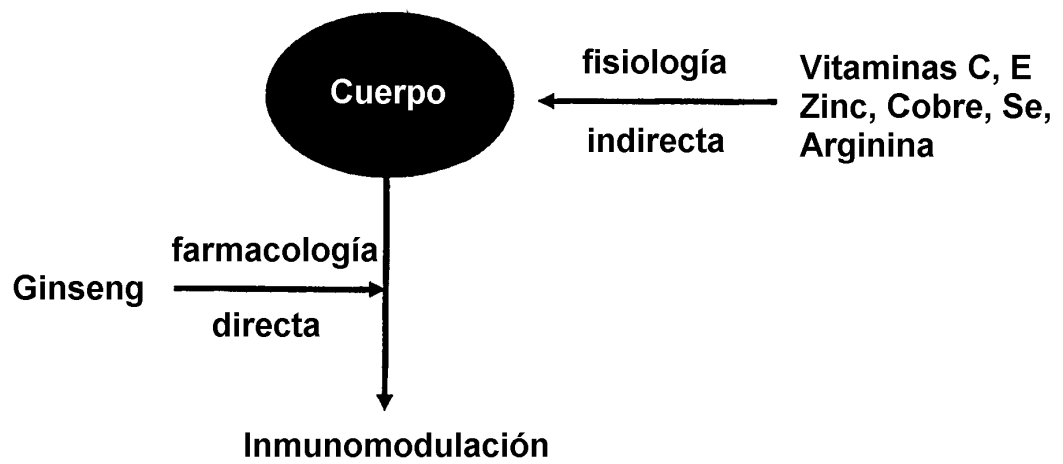 Cuerpo
fisiología
indirecta
Vitaminas C, E
Zinc, Cobre, Se,
Arginina
farmacología
Ginseng
directa
Inmunomodulación